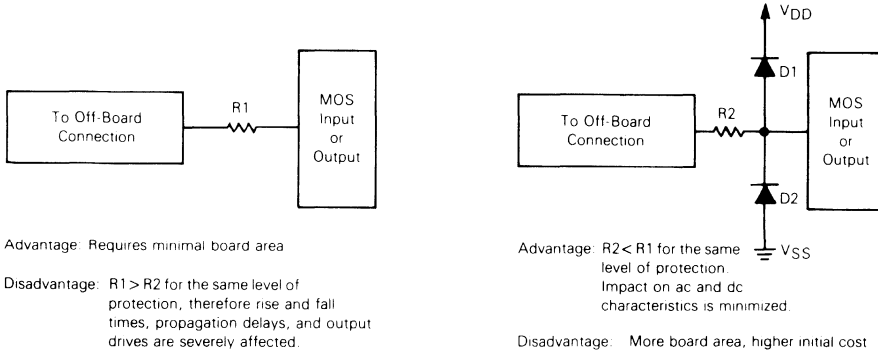 To Off-Board
Connection
R1
MOS
Input
or
Output
Advantage: Requires minimal board area
Disadvantage: R1 > R2 for the same level of
protection, therefore rise and fall
times, propagation delays, and output
drives are severely affected.
VDD
D1
To Off-Board
Connection
R2
MOS
Input
or
Output
D2
VSS
Advantage: R2 < R1 for the same
level of protection.
Impact on ac and dc
characteristics is minimized.
Disadvantage: More board area, higher initial cost